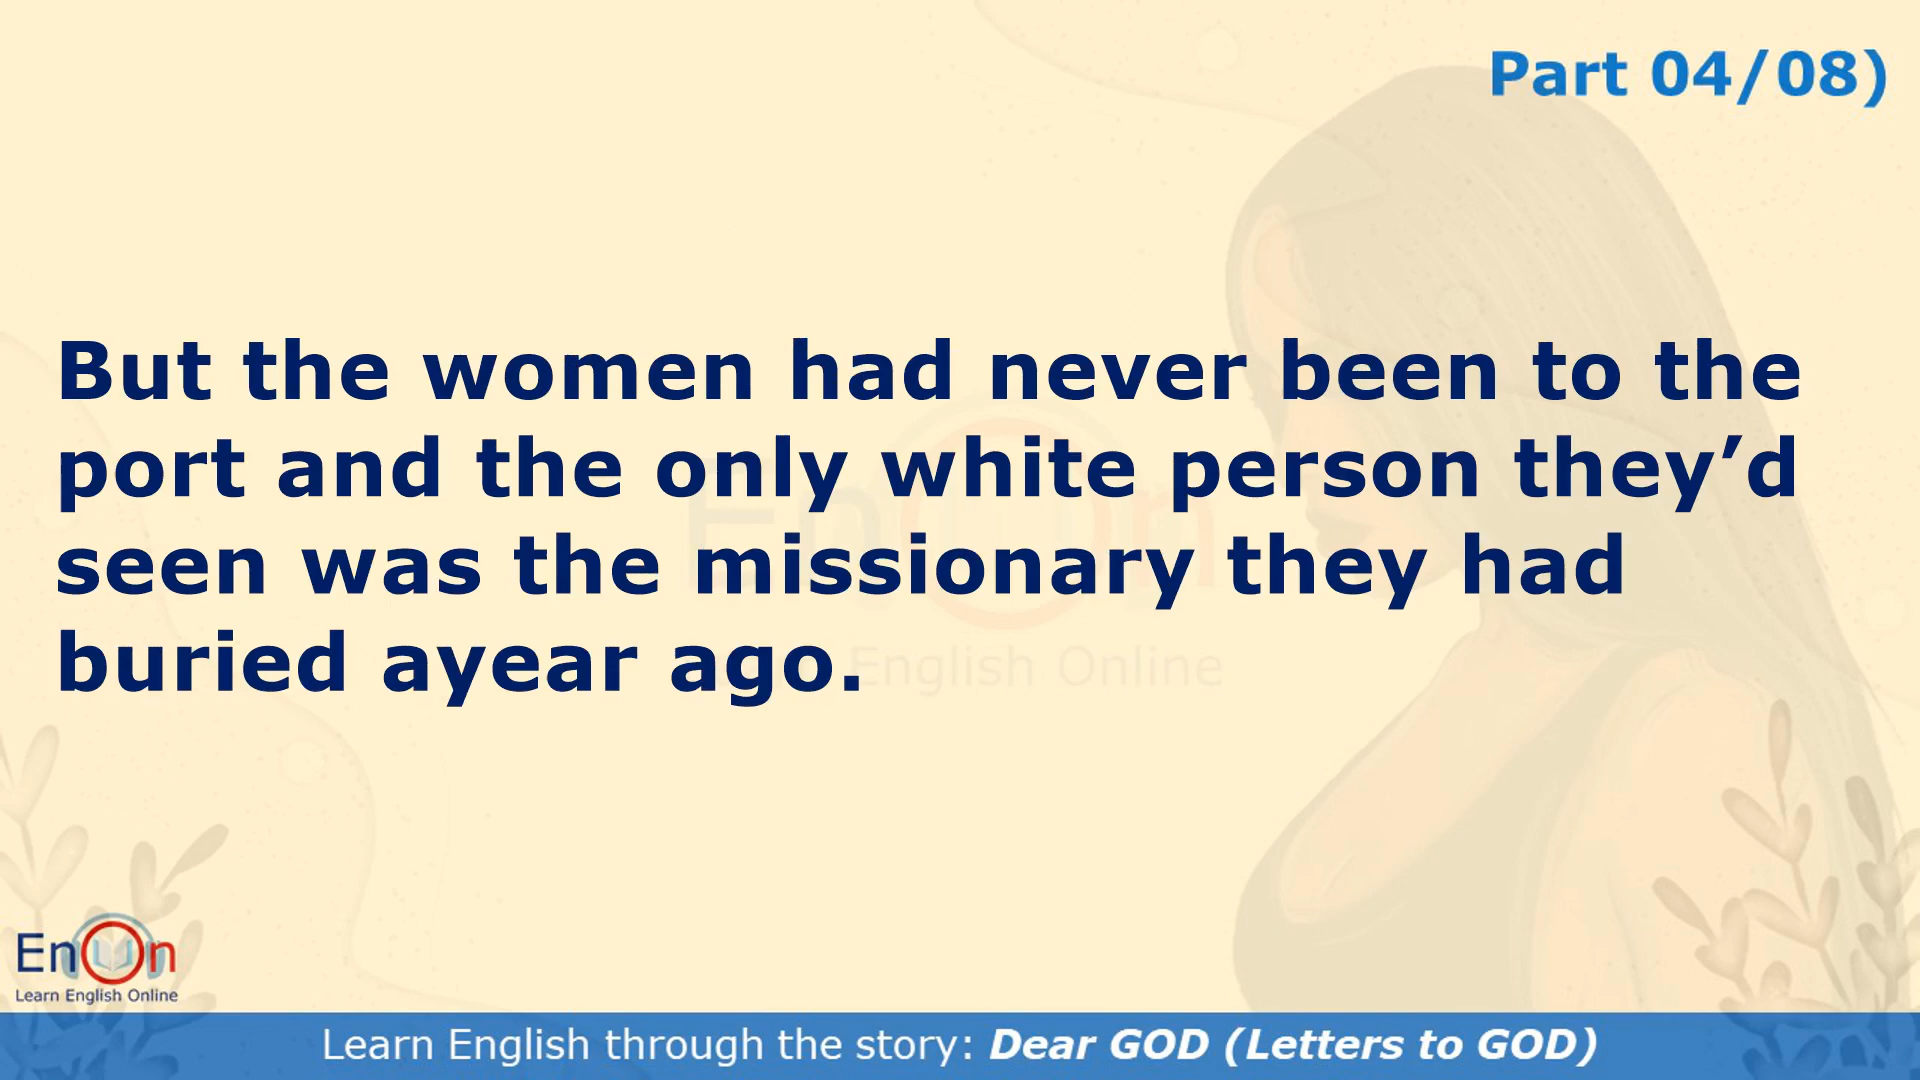 Part 04/08)
But the women had never been to the
port and the only white person they’d
seen was the missionary they had
buried ayear ago.
EnOn
English Online
EnOn
Learn English Online
Learn English through the story: Dear GOD (Letters to GOD)